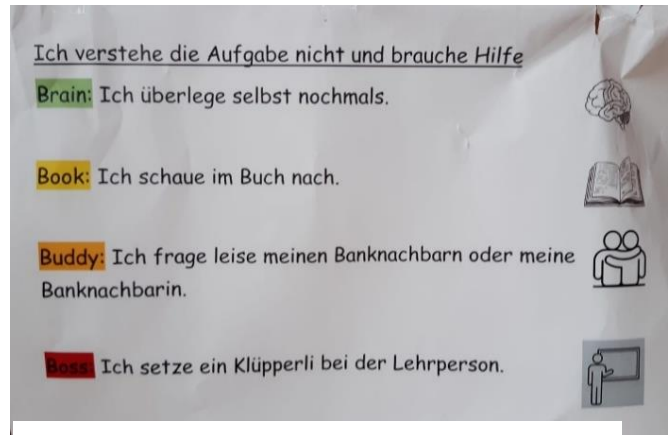 Ich verstehe die Aufgabe nicht und brauche Hilfe
Brain: Ich überlege selbst nochmals.
Book: Ich schaue im Buch nach.
Buddy: Ich frage leise meinen Banknachbarn oder meine
Banknachbarin.
Boss: Ich setze ein Klüpperli bei der Lehrperson.